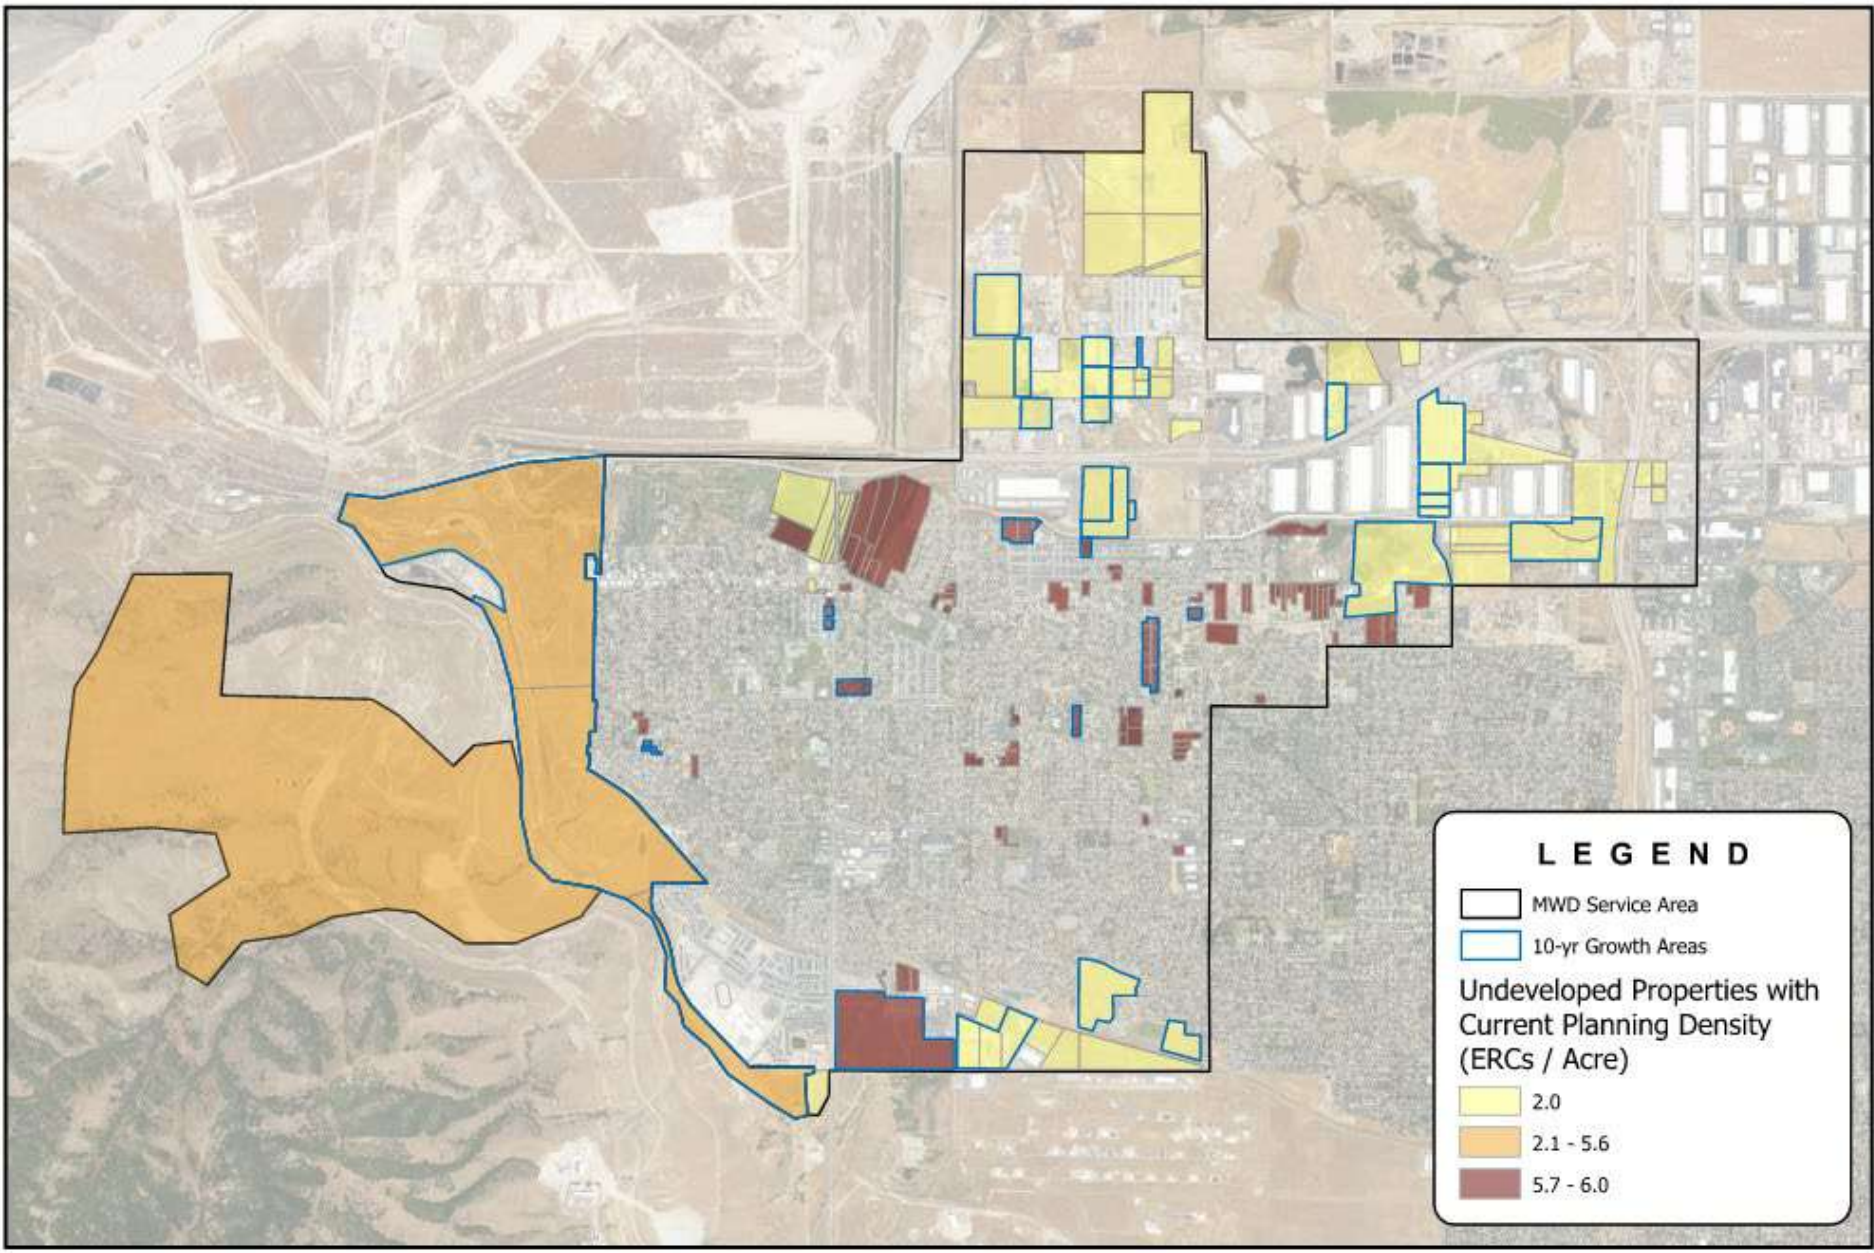 L E G E N D
MWD Service Area
10-yr Growth Areas
Undeveloped Properties with
Current Planning Density
(ERCs / Acre)
2.0
2.1 - 5.6
5.7 - 6.0